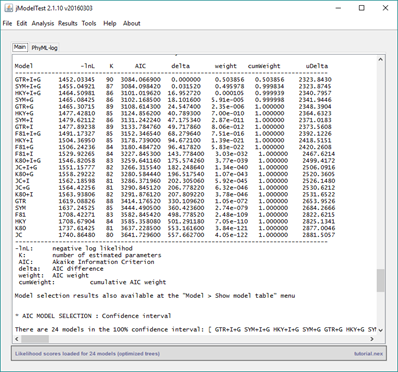 jModelTest 2.1.10 v20160303
File Edit Analysis Results Tools Help About
Main PhyML-log
Model -lnL K AIC delta weight cumWeight uDelta
GTR+I+G 1452.03345 90 3084.066900 0.000000 0.503856 0.503856 2323.8430
SYM+I+G 1455.04921 87 3084.098420 0.031520 0.495978 0.999834 2323.8745
HKY+I+G 1464.50981 86 3101.019620 16.952720 0.000105 0.999939 2340.7957
SYM+G 1465.08425 86 3102.168500 18.101600 5.91e-005 0.999998 2341.9446
GTR+G 1465.30715 89 3108.614300 24.547400 2.35e-006 1.000000 2348.3904
HKY+G 1477.42810 85 3124.856200 40.789300 7.00e-010 1.000000 2364.6323
SYM+I 1479.62112 86 3131.242240 47.175340 2.87e-011 1.000000 2371.0183
GTR+I 1477.89238 89 3133.784760 49.717860 8.06e-012 1.000000 2373.5608
F81+I+G 1491.17327 85 3152.346540 68.279640 7.51e-016 1.000000 2392.1226
HKY+I 1504.36950 85 3178.739000 94.672100 1.39e-021 1.000000 2418.5151
F81+G 1506.24236 84 3180.484720 96.417820 5.83e-022 1.000000 2420.2608
F81+I 1529.92265 84 3227.845300 143.778400 3.03e-032 1.000000 2467.6214
K80+I+G 1546.82058 83 3259.641160 175.574260 3.77e-039 1.000000 2499.4172
JC+I+G 1551.15777 82 3266.315540 182.248640 1.34e-040 1.000000 2506.0916
K80+G 1558.29222 82 3280.584440 196.517540 1.07e-043 1.000000 2520.3605
JC+I 1562.18598 81 3286.371960 202.305060 5.92e-045 1.000000 2526.1480
JC+G 1564.42256 81 3290.845120 206.778220 6.32e-046 1.000000 2530.6212
K80+I 1563.93806 82 3291.876120 207.809220 3.78e-046 1.000000 2531.6522
GTR 1619.08826 88 3414.176520 330.109620 1.05e-072 1.000000 2653.9526
SYM 1637.24525 85 3444.490500 360.423600 2.74e-079 1.000000 2684.2666
F81 1708.42271 83 3582.845420 498.778520 2.48e-109 1.000000 2822.6215
HKY 1708.67904 84 3585.358080 501.291180 7.05e-110 1.000000 2825.1341
K80 1737.61425 81 3637.228500 553.161600 3.84e-121 1.000000 2877.0046
JC 1740.86480 80 3641.729600 557.662700 4.05e-122 1.000000 2881.5057
-lnL: negative log likelihod
K: number of estimated parameters
AIC: Akaike Information Criterion
delta: AIC difference
weight: AIC weight
cumWeight: cumulative AIC weight
Model selection results also available at the "Model > Show model table" menu
* AIC MODEL SELECTION : Confidence interval
There are 24 models in the 100% confidence interval: [ GTR+I+G SYM+I+G HKY+I+G SYM+G GTR+G HKY+G SYM
Likelihood scores loaded for 24 models (optimized trees) tutorial.nex